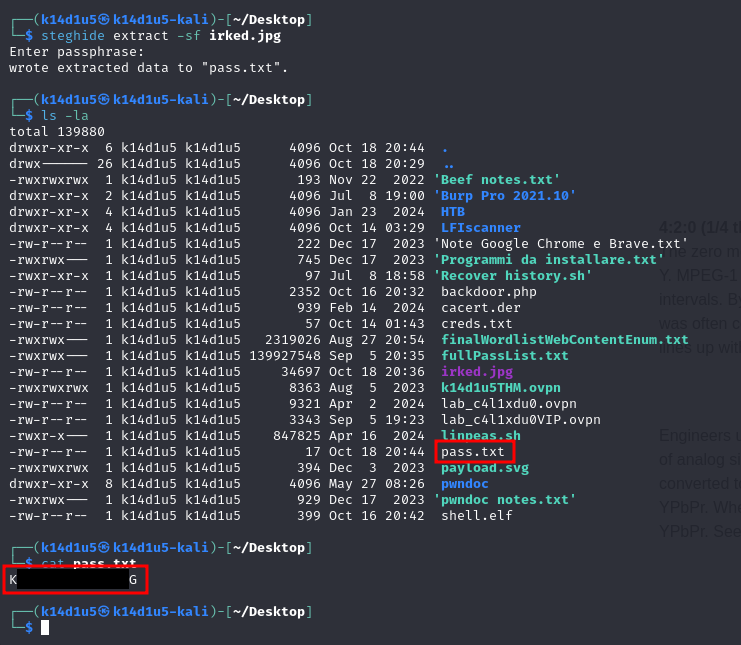 ┌──(k14d1u5㉿k14d1u5-kali)-[~/Desktop]
└─$ steghide extract -sf irked.jpg
Enter passphrase:
wrote extracted data to "pass.txt".
┌──(k14d1u5㉿k14d1u5-kali)-[~/Desktop]
└─$ ls -la
total 139880
drwxr-xr-x  6 k14d1u5 k14d1u5      4096 Oct 18 20:44  .
drwx------ 26 k14d1u5 k14d1u5      4096 Oct 18 20:29  ..
-rwxrwxrwx  1 k14d1u5 k14d1u5       193 Nov 22  2022 'Beef notes.txt'
drwxr-xr-x  2 k14d1u5 k14d1u5      4096 Jul  8 19:00 'Burp Pro 2021.10'
drwxr-xr-x  4 k14d1u5 k14d1u5      4096 Jan 23  2024  HTB
drwxr-xr-x  4 k14d1u5 k14d1u5      4096 Oct 14 03:29  LFIscanner
-rw-r--r--  1 k14d1u5 k14d1u5       222 Dec 17  2023 'Note Google Chrome e Brave.txt'
-rwxrwx---  1 k14d1u5 k14d1u5       745 Dec 17  2023 'Programmi da installare.txt'
-rwxr-xr-x  1 k14d1u5 k14d1u5        97 Jul  8 18:58 'Recover history.sh'
-rw-r--r--  1 k14d1u5 k14d1u5      2352 Oct 16 20:32  backdoor.php
-rw-r--r--  1 k14d1u5 k14d1u5       939 Feb 14  2024  cacert.der
-rw-r--r--  1 k14d1u5 k14d1u5        57 Oct 14 01:43  creds.txt
-rwxrwx---  1 k14d1u5 k14d1u5   2319026 Aug 27 20:54  finalWordlistWebContentEnum.txt
-rwxrwx---  1 k14d1u5 k14d1u5 139927548 Sep  5 20:35  fullPassList.txt
-rw-r--r--  1 k14d1u5 k14d1u5     34697 Oct 18 20:36  irked.jpg
-rwxrwxrwx  1 k14d1u5 k14d1u5      8363 Aug  5  2023  k14d1u5THM.ovpn
-rw-r--r--  1 k14d1u5 k14d1u5      9321 Apr  2  2024  lab_c4l1xdu0.ovpn
-rw-r--r--  1 k14d1u5 k14d1u5      3343 Sep  5 19:23  lab_c4l1xdu0VIP.ovpn
-rwxr-x---  1 k14d1u5 k14d1u5    847825 Apr 16  2024  linpeas.sh
-rw-r--r--  1 k14d1u5 k14d1u5        17 Oct 18 20:44  pass.txt
-rwxrwxrwx  1 k14d1u5 k14d1u5       394 Dec  3  2023  payload.svg
drwxr-xr-x  8 k14d1u5 k14d1u5      4096 May 27 08:26  pwndoc
-rwxrwx---  1 k14d1u5 k14d1u5       929 Dec 17  2023 'pwndoc notes.txt'
-rw-r--r--  1 k14d1u5 k14d1u5       399 Oct 16 20:42  shell.elf
┌──(k14d1u5㉿k14d1u5-kali)-[~/Desktop]
└─$ cat pass.txt
K G
┌──(k14d1u5㉿k14d1u5-kali)-[~/Desktop]
└─$
4:2:0 (1/4 th
zero m
Y. MPEG-1
intervals. B
was often c
lines up wit
Engineers u
of analog s
converted t
YPhPr. Wh
YPhPr. See